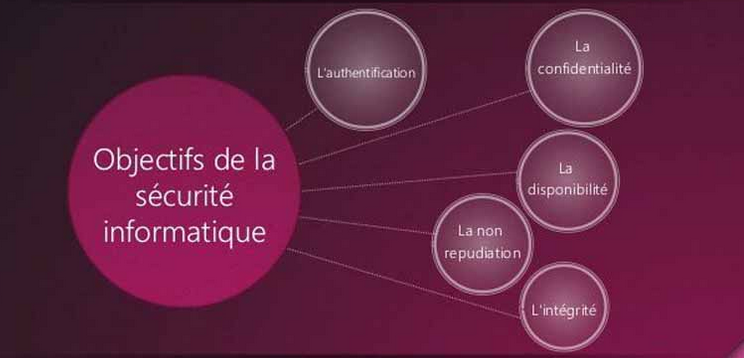 Objectifs de la
sécurité
informatique
L'authentification
La
confidentialité
La
disponibilité
La non
repudiation
L'intégrité